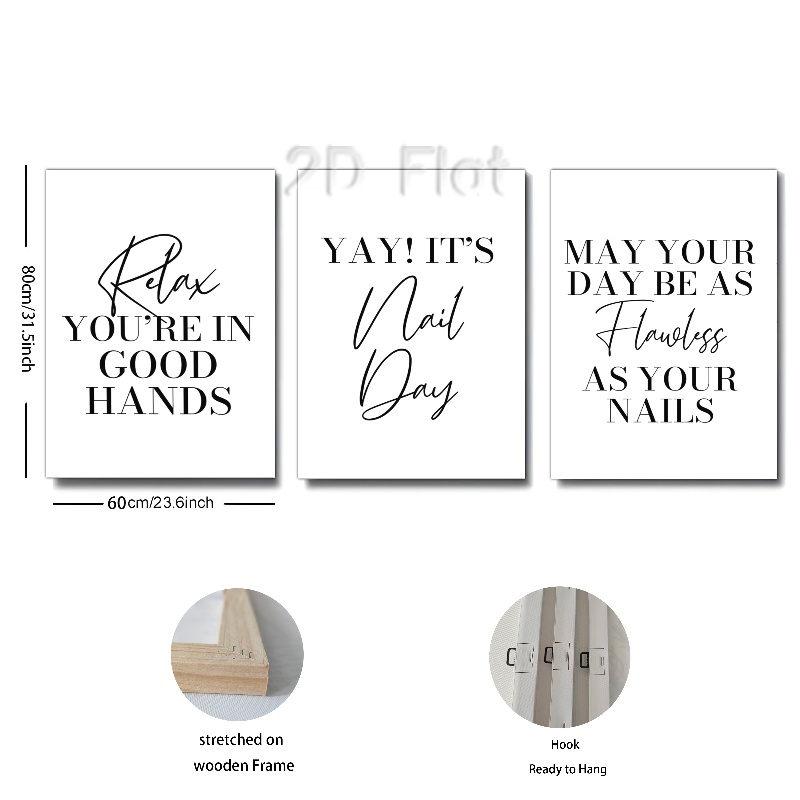 2D Flat
Relax
YOU'RE IN
GOOD
HANDS
YAY! IT'S
Nail
Day
MAY YOUR
DAY BE AS
Flawless
AS YOUR
NAILS
80cm/31.5inch
60cm/23.6inch
stretched on
wooden Frame
Hook
Ready to Hang